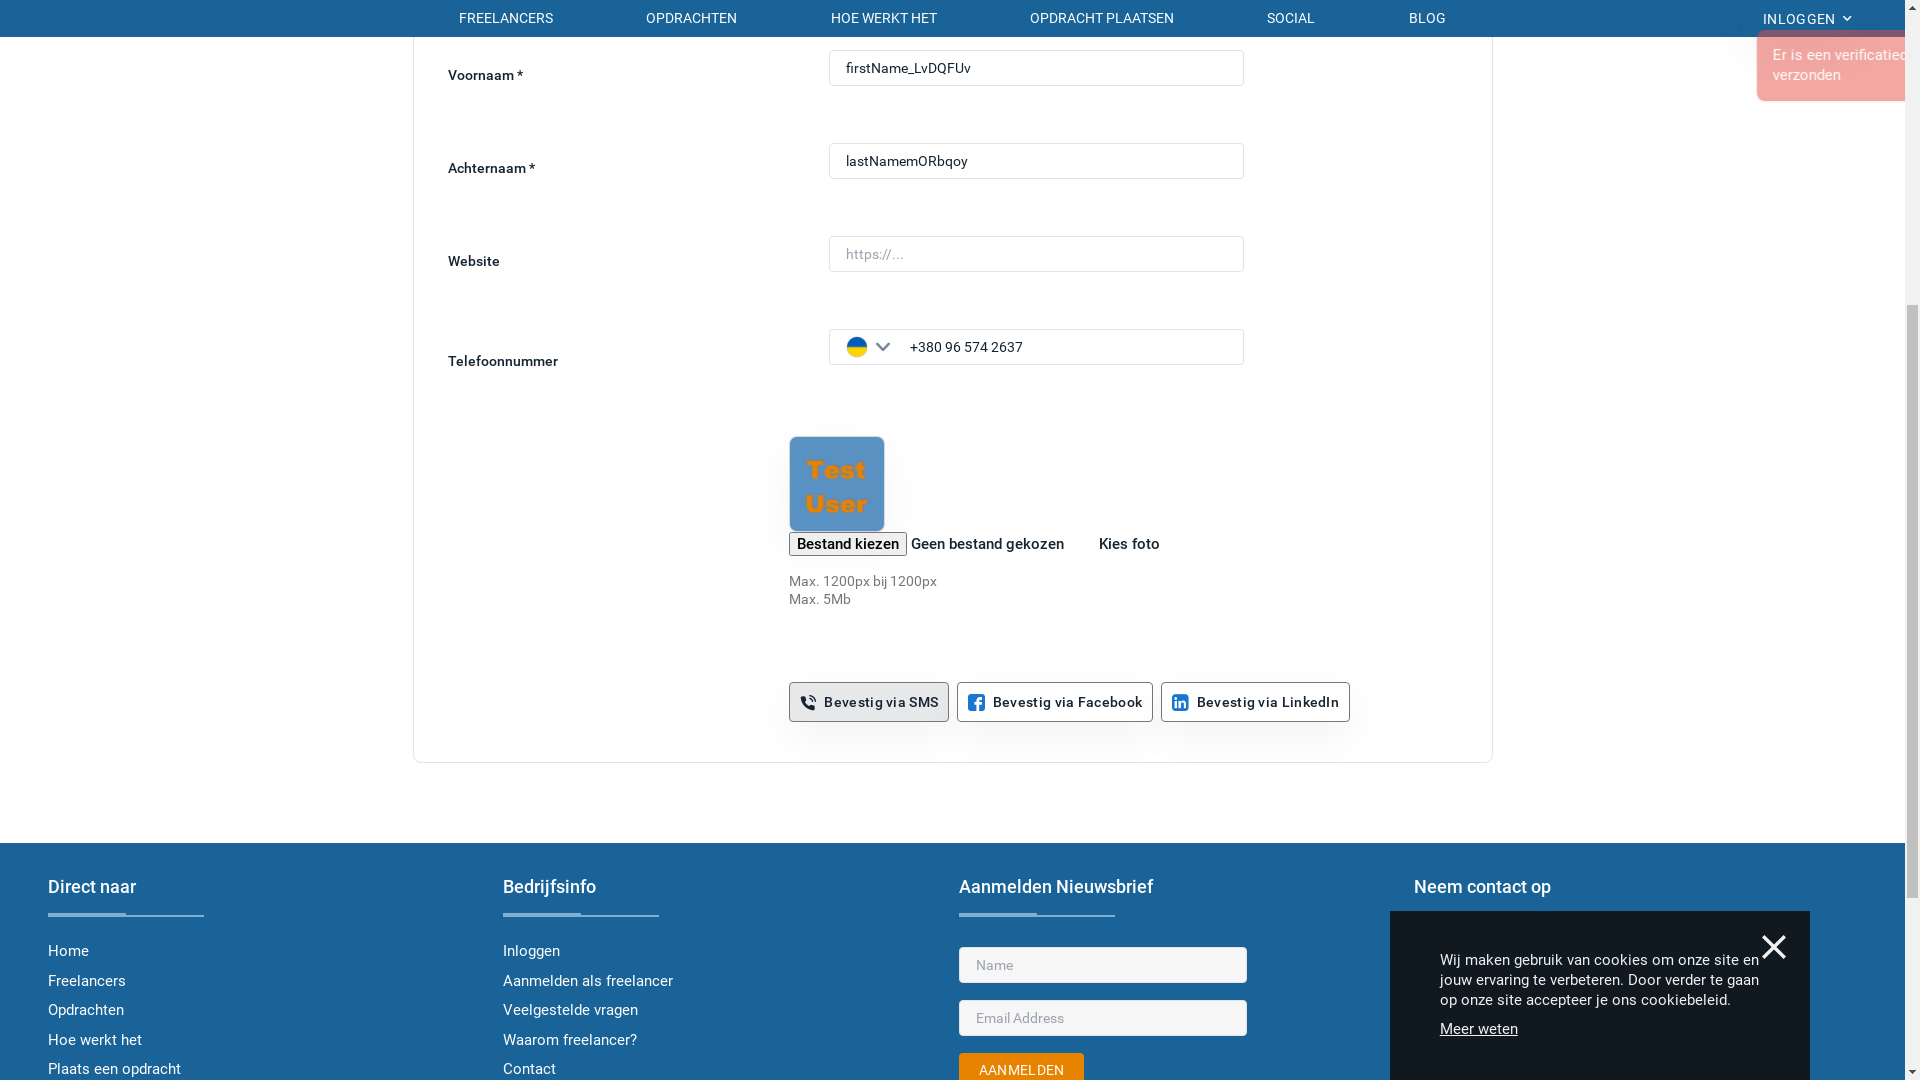 FREELANCERS OPDRACHTEN HOE WERKT HET OPDRACHT PLAATSEN SOCIAL BLOG INLOGGEN
Er is een
verzonden
Voornaam * firstName_LvDQFUv
Achternaam * lastNamemORbqoy
Website https://...
Telefoonnummer +380 96 574 2637
Test
User
Bestand kiezen Geen bestand gekozen Kies foto
Max. 1200px bij 1200px
Max. 5Mb
Bevestig via SMS Bevestig via Facebook Bevestig via LinkedIn
Direct naar
Home
Freelancers
Opdrachten
Hoe werkt het
Plaats een opdracht
Bedrijfsinfo
Inloggen
Aanmelden als freelancer
Veelgestelde vragen
Waarom freelancer?
Contact
Aanmelden Nieuwsbrief
Name
Email Address
AANMELDEN
Neem contact op
Wij maken gebruik van cookies om onze site en
jouw ervaring te verbeteren. Door verder te gaan
op onze site accepteer je ons cookiebeleid.
Meer weten